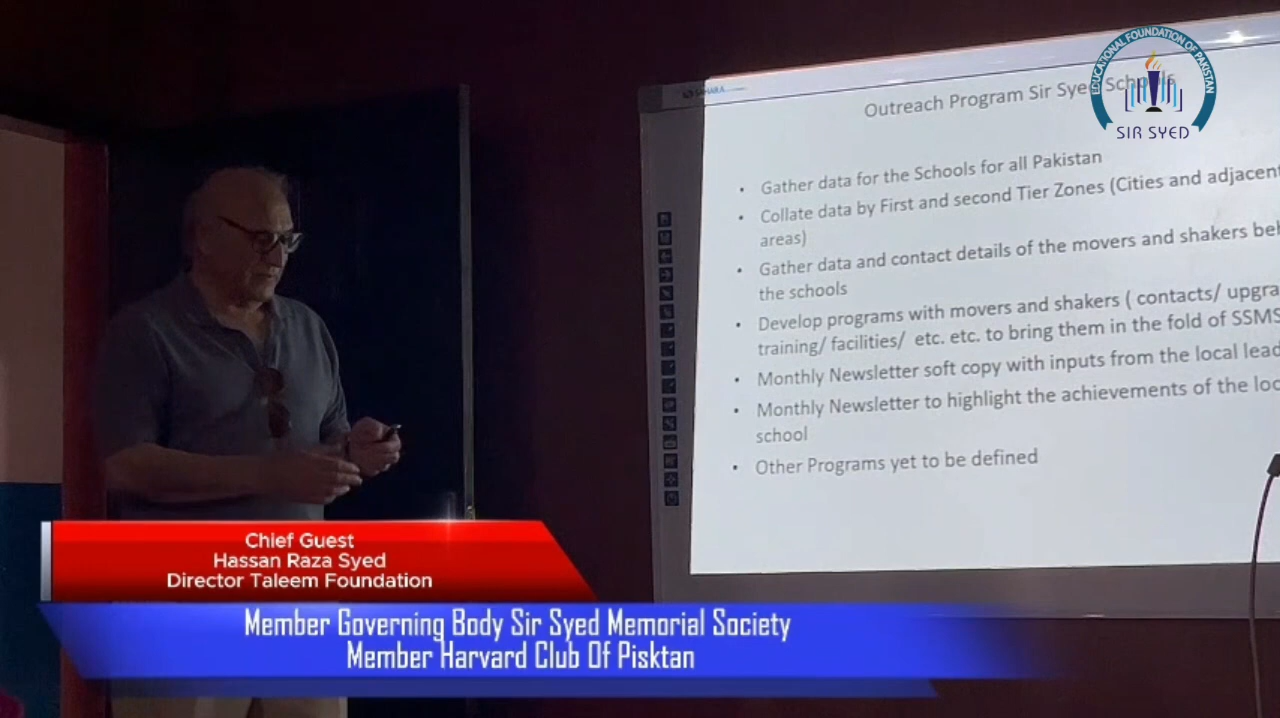 EDUCATIONAL FOUNDATION OF PAKISTAN
SIR SYED
Outreach Program Sir Syed Schools
• Gather data for the Schools for all Pakistan
• Collate data by First and second Tier Zones (Cities and adjacent
areas)
• Gather data and contact details of the movers and shakers beh
the schools
• Develop programs with movers and shakers ( contacts/ upgra
training/ facilities/ etc. etc. to bring them in the fold of SSMS
• Monthly Newsletter soft copy with inputs from the local lead
• Monthly Newsletter to highlight the achievements of the loc
school
• Other Programs yet to be defined
Chief Guest
Hassan Raza Syed
Director Taleem Foundation
Member Governing Body Sir Syed Memorial Society
Member Harvard Club Of Pisktan